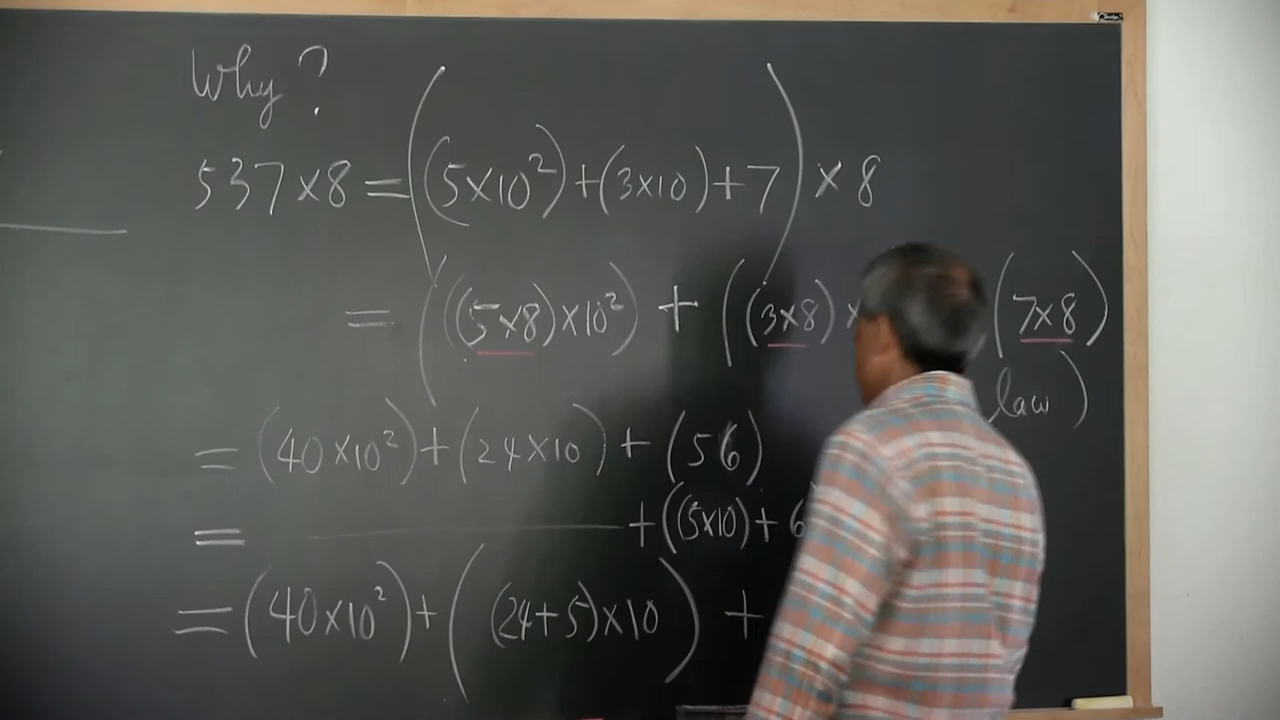 Why?
537×8=((5×10²)+(3×10)+7)×8
= ((5×8)×10²) + ((3×8)× (7×8)
law)
= (40×10²)+(24×10)+(56)
= +((5×10)+6
=(40×10²)+((24+5)×10) +